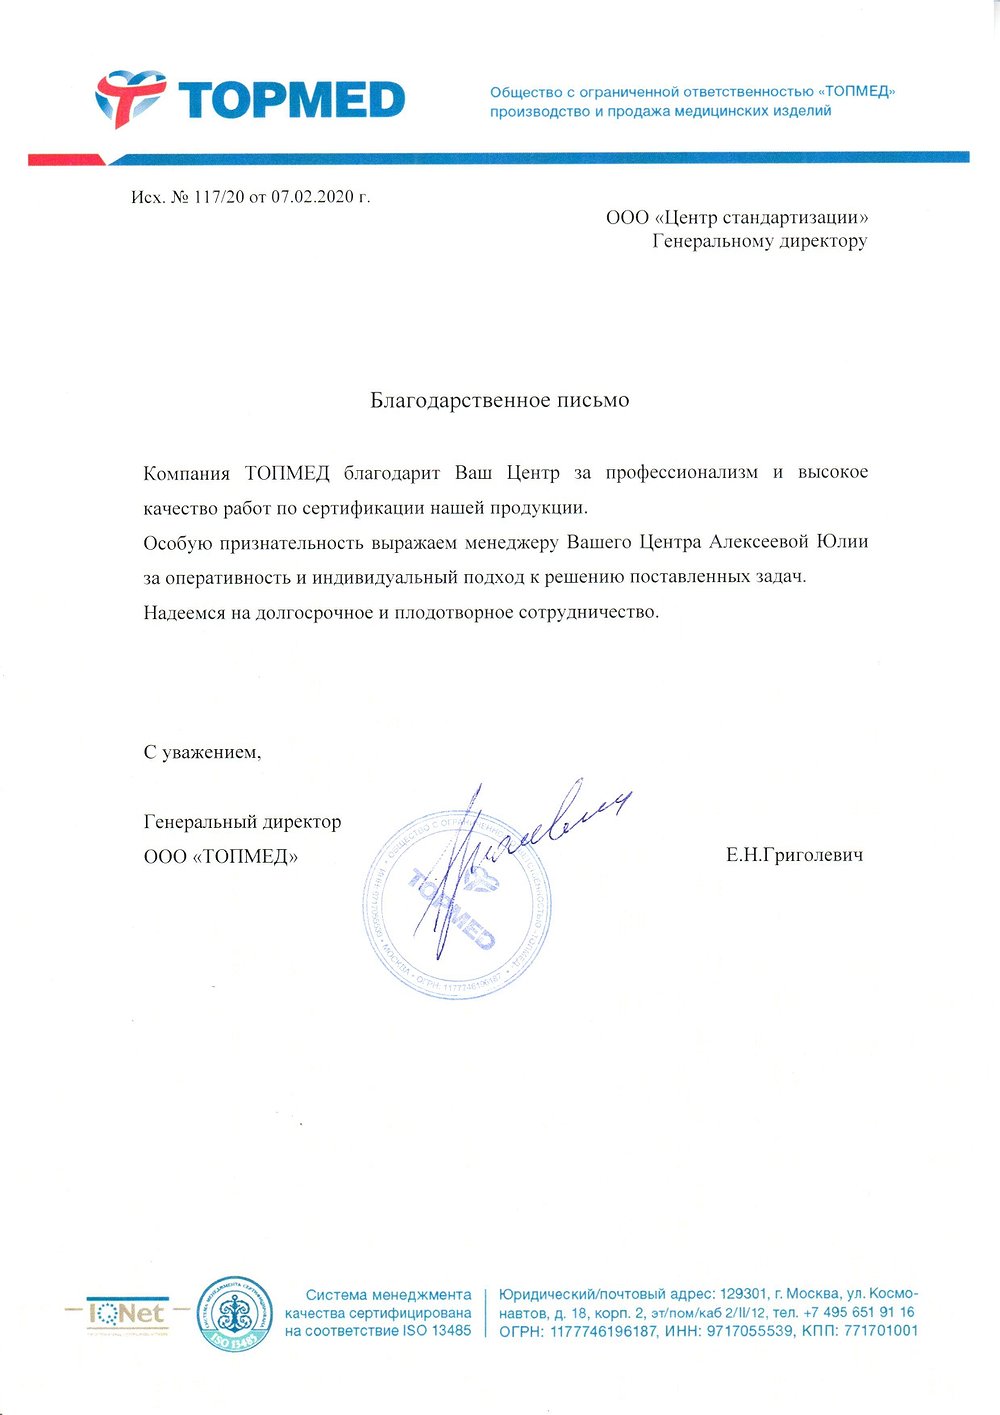 TOPMED
Общество с ограниченной ответственностью «ТОПМЕД»
производство и продажа медицинских изделий
Исх. № 117/20 от 07.02.2020 г.
ООО «Центр стандартизации»
Генеральному директору
Благодарственное письмо
Компания ТОПМЕД благодарит Ваш Центр за профессионализм и высокое
качество работ по сертификации нашей продукции.
Особую признательность выражаем менеджеру Вашего Центра Алексеевой Юлии
за оперативность и индивидуальный подход к решению поставленных задач.
Надеемся на долгосрочное и плодотворное сотрудничество.
С уважением,
Генеральный директор
ООО «ТОПМЕД»
Е.Н.Григолевич
TOPMED
МОСКВА • ОГРН: 1177746196187
IQNet
ISO 13485
Система менеджмента
качества сертифицирована
на соответствие ISO 13485
Юридический/почтовый адрес: 129301, г. Москва, ул. Космо-
навтов, д. 18, корп. 2, эт/пом/каб 2/II/12, тел. +7 495 651 91 16
ОГРН: 1177746196187, ИНН: 9717055539, КПП: 771701001